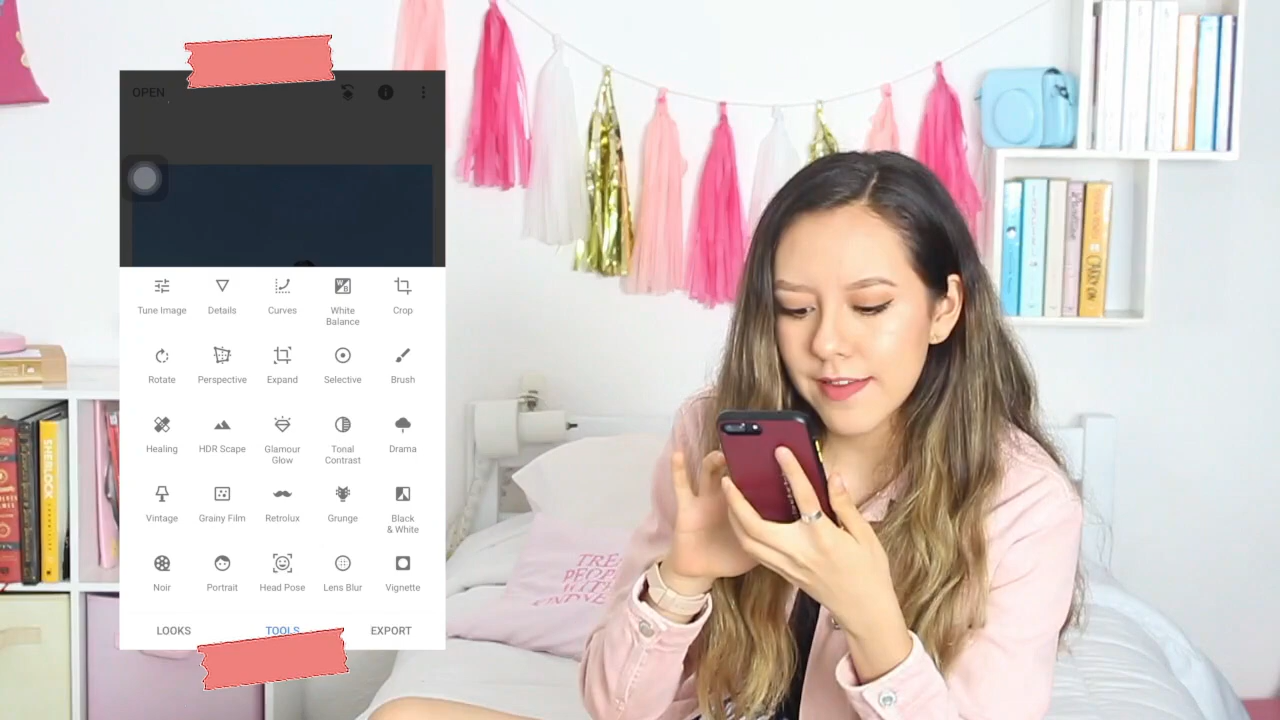 OPEN
Tune Image
Details
Curves
White
Balance
Crop
Rotate
Perspective
Expand
Selective
Brush
Healing
HDR Scape
Glamour
Glow
Tonal
Contrast
Drama
Vintage
Grainy Film
Retrolux
Grunge
Black
& White
Noir
Portrait
Head Pose
Lens Blur
Vignette
LOOKS
TOOLS
EXPORT
SHERLOCK
CARRY ON